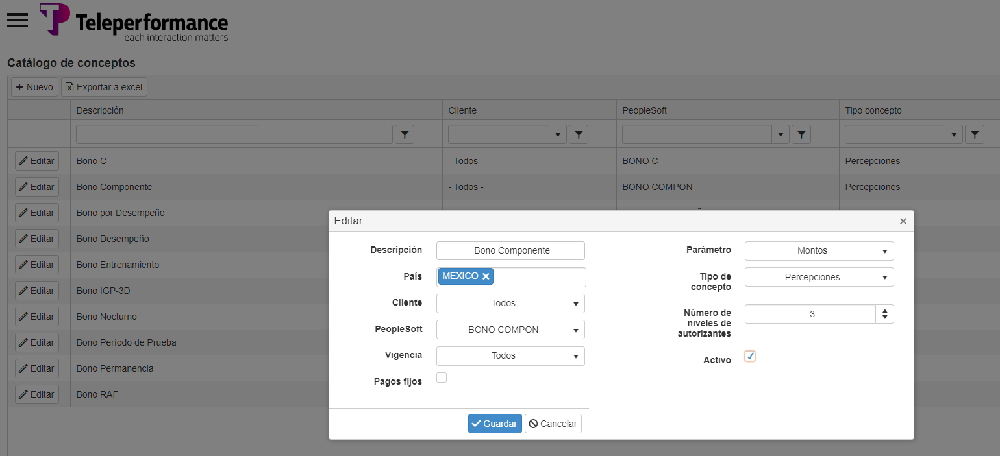 Teleperformance
each interaction matters
Catálogo de conceptos
Nuevo Exportar a excel
Descripción Cliente PeopleSoft Tipo concepto
Editar Bono C - Todos - BONO C Percepciones
Editar Bono Componente - Todos - BONO COMPON Percepciones
Editar Bono por Desempeño
Editar Bono Desempeño
Editar Bono Entrenamiento
Editar Bono IGP-3D
Editar Bono Nocturno
Editar Bono Período de Prueba
Editar Bono Permanencia
Editar Bono RAF
Editar
Descripción Bono Componente
País MEXICO
Cliente - Todos -
PeopleSoft BONO COMPON
Vigencia Todos
Pagos fijos
Parámetro Montos
Tipo de
concepto
Percepciones
Número de
niveles de
autorizantes
3
Activo
Guardar Cancelar